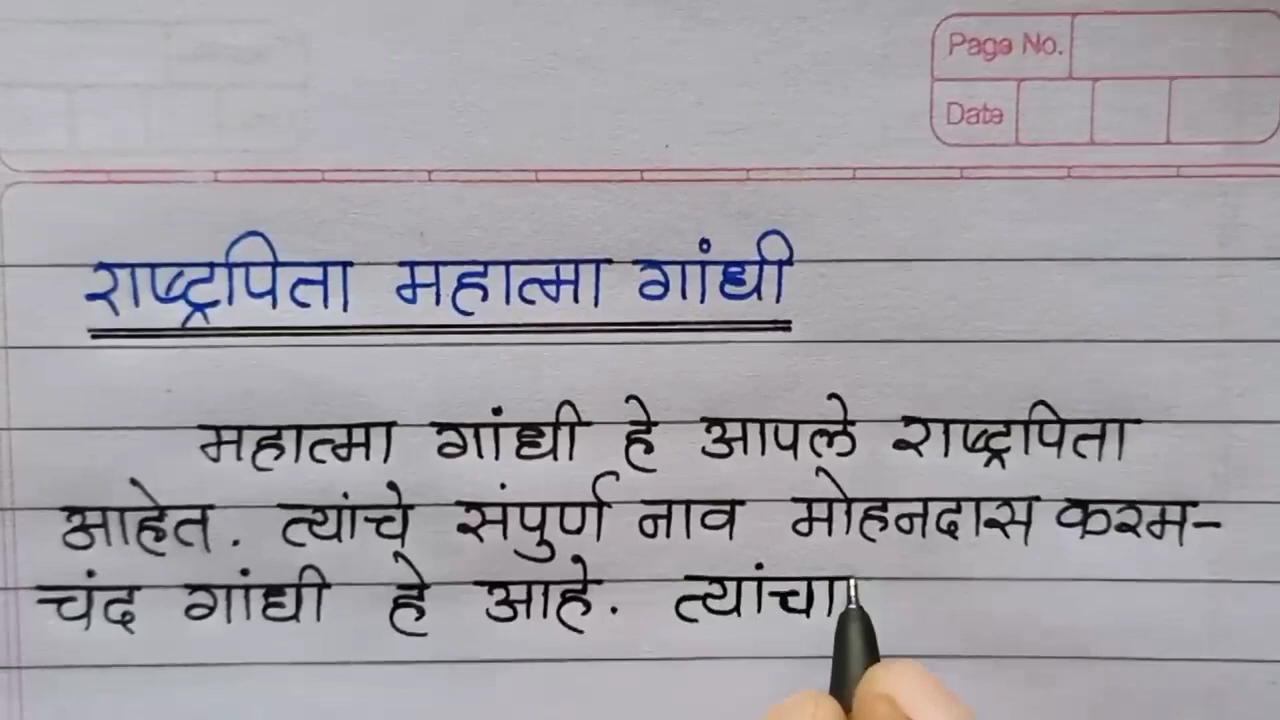 Page No.
Date
राष्ट्रपिता महात्मा गांधी
महात्मा गांधी हे आपले राष्ट्रपिता
आहेत. त्यांचे संपुर्ण नाव मोहनदास करम-
चंद गांधी हे आहे. त्यांचा